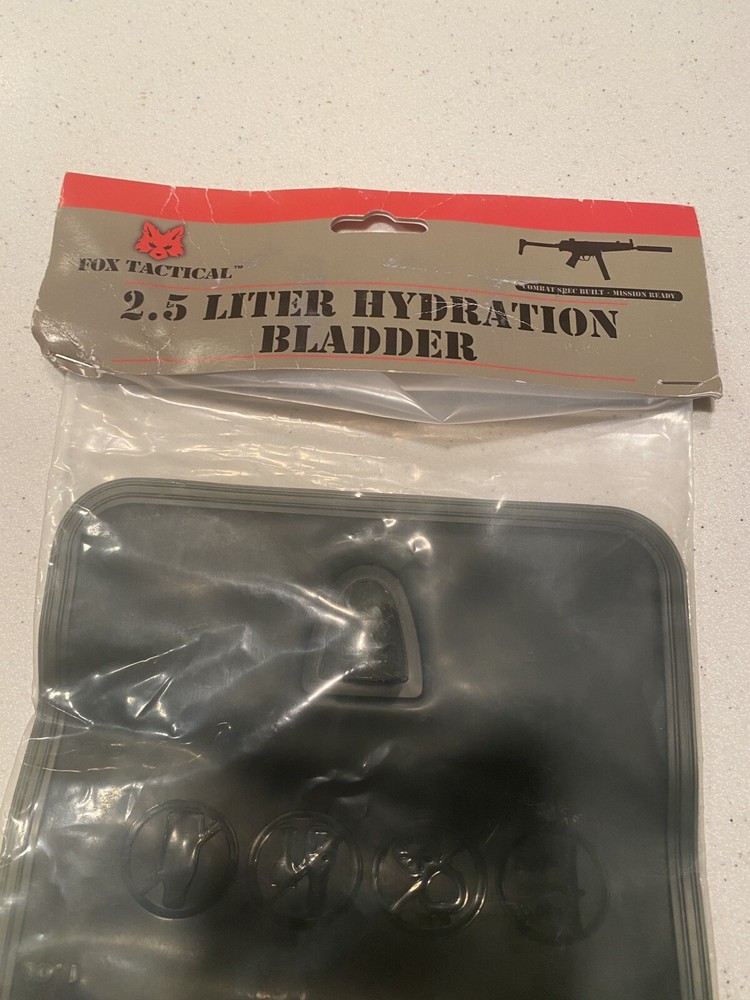 FOX TACTICAL™
COMBAT SPEC BUILT - MISSION READY
2.5 LITER HYDRATION
BLADDER